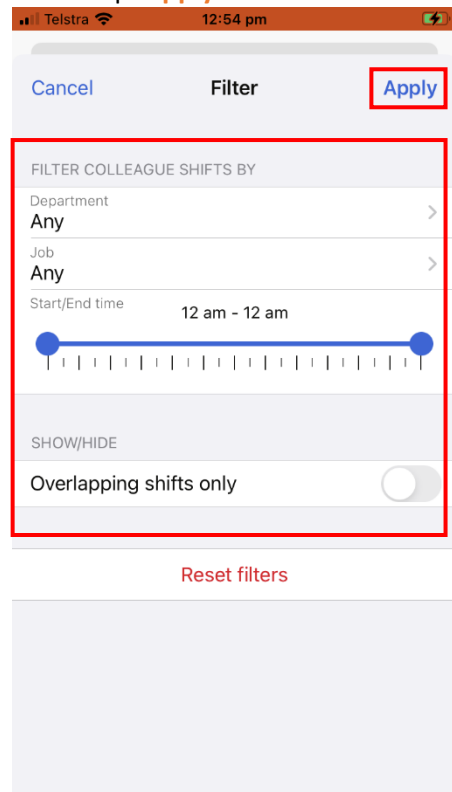 Telstra 12:54 pm
Cancel Filter Apply
FILTER COLLEAGUE SHIFTS BY
Department
Any
Job
Any
Start/End time 12 am - 12 am
SHOW/HIDE
Overlapping shifts only
Reset filters